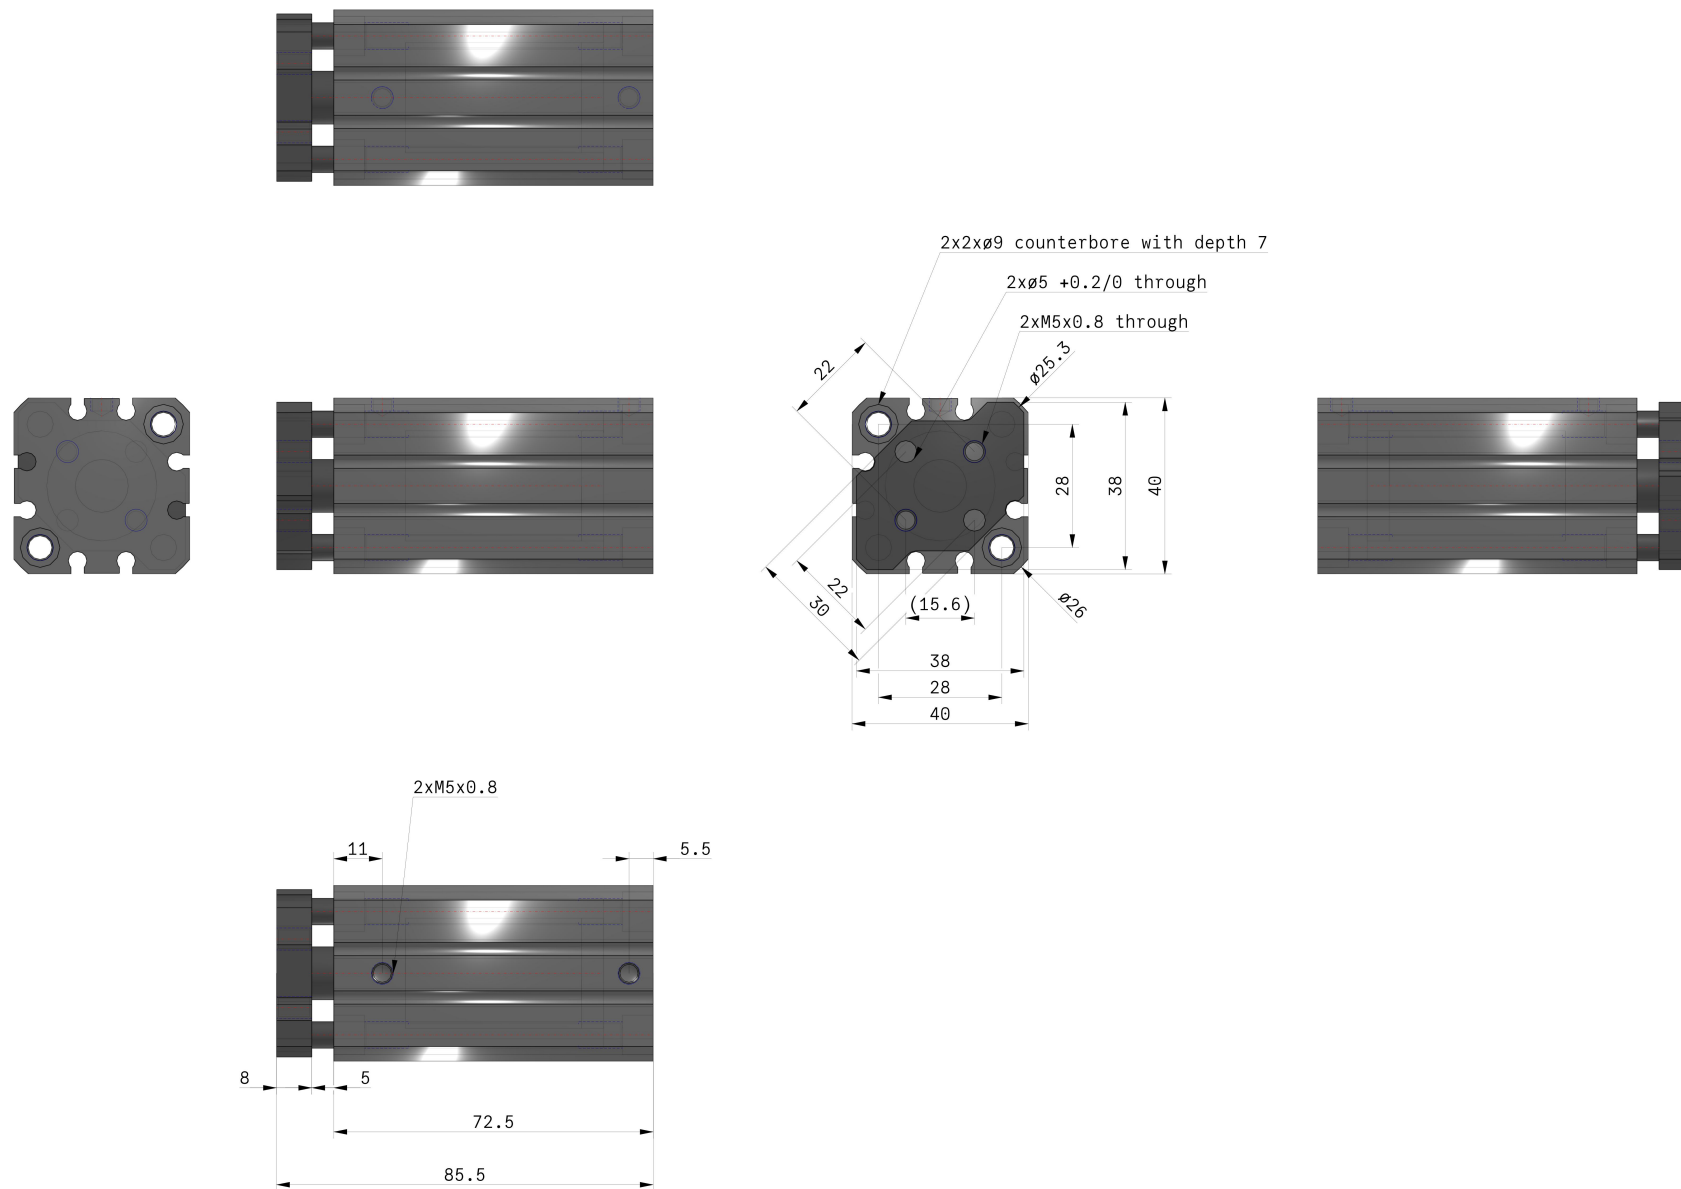 2x2xø9 counterbore with depth 7
2xø5 +0.2/0 through
2xM5x0.8 through
ø25.3
22
28
38
40
22
30
(15.6)
ø26
38
28
40
2xM5x0.8
11
5.5
8
5
72.5
85.5